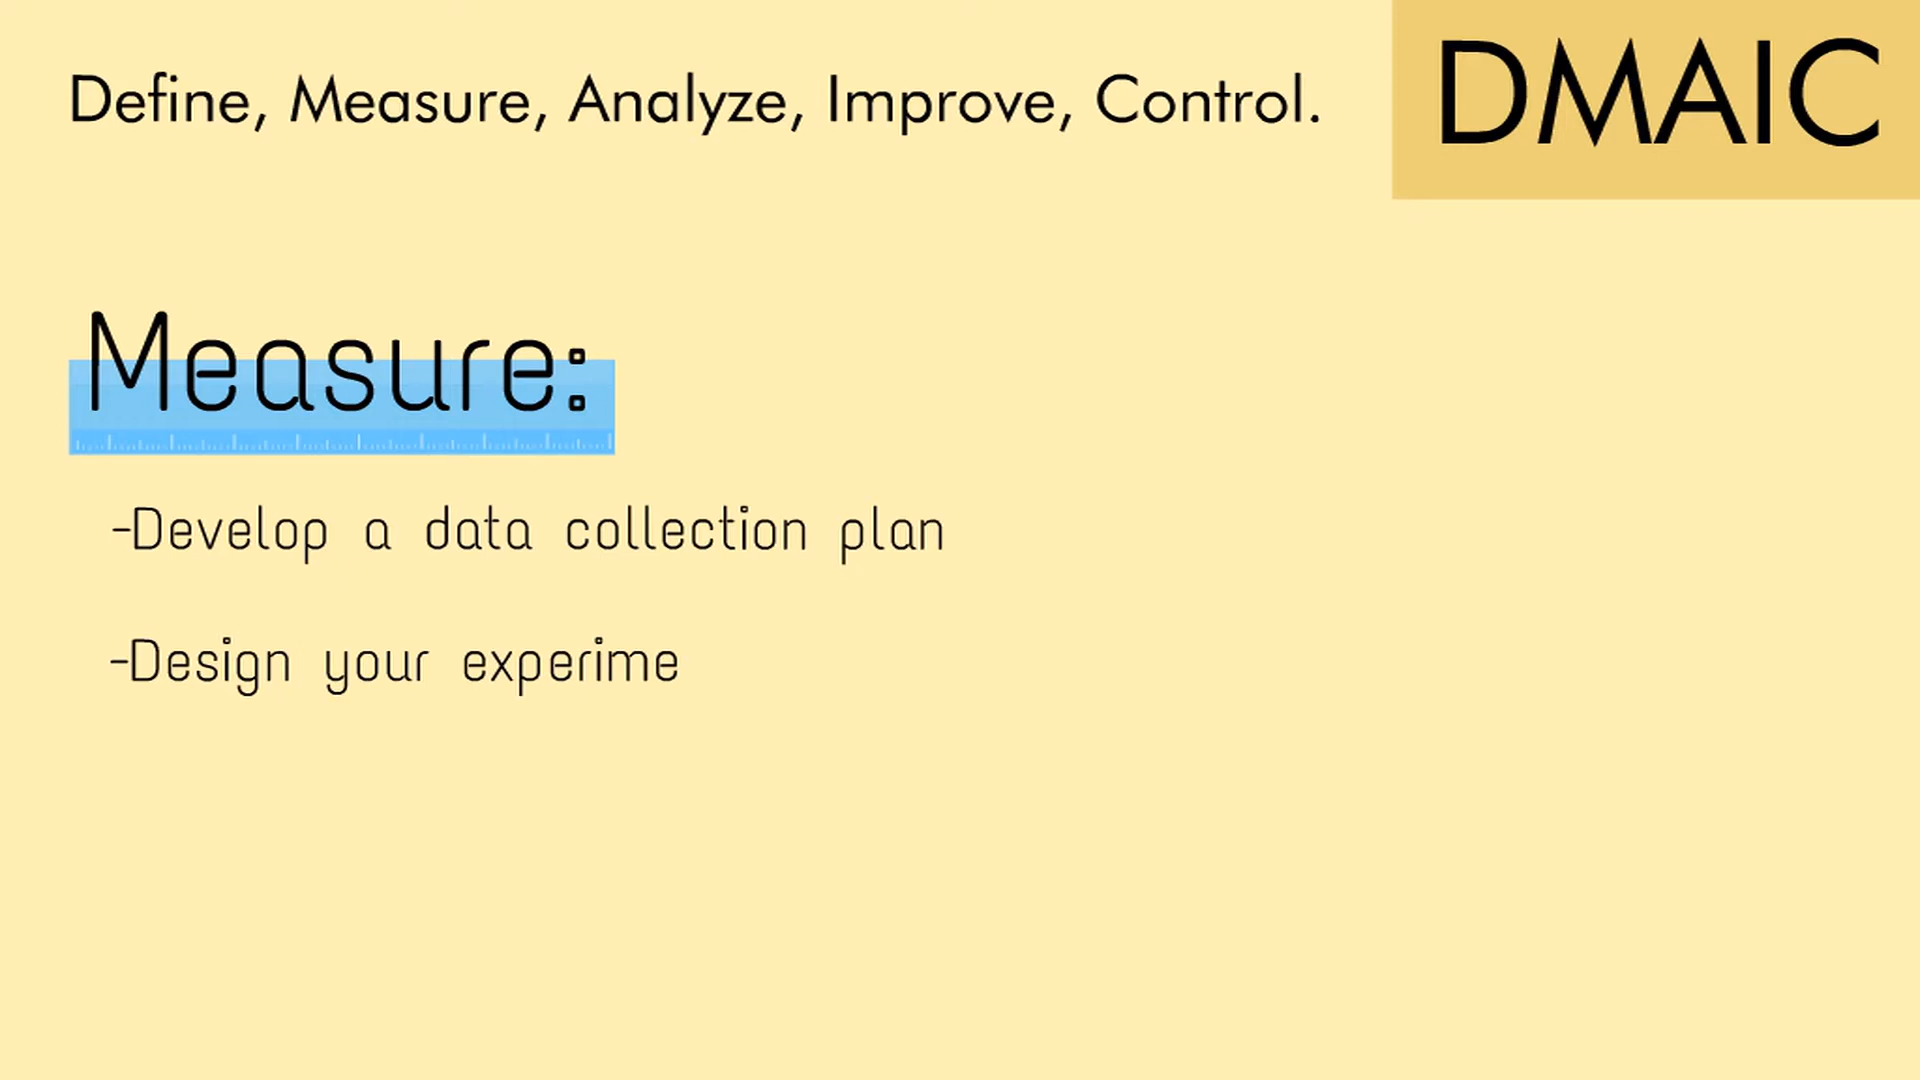 Define, Measure, Analyze, Improve, Control.
DMAIC
Measure:
-Develop a data collection plan
-Design your experime